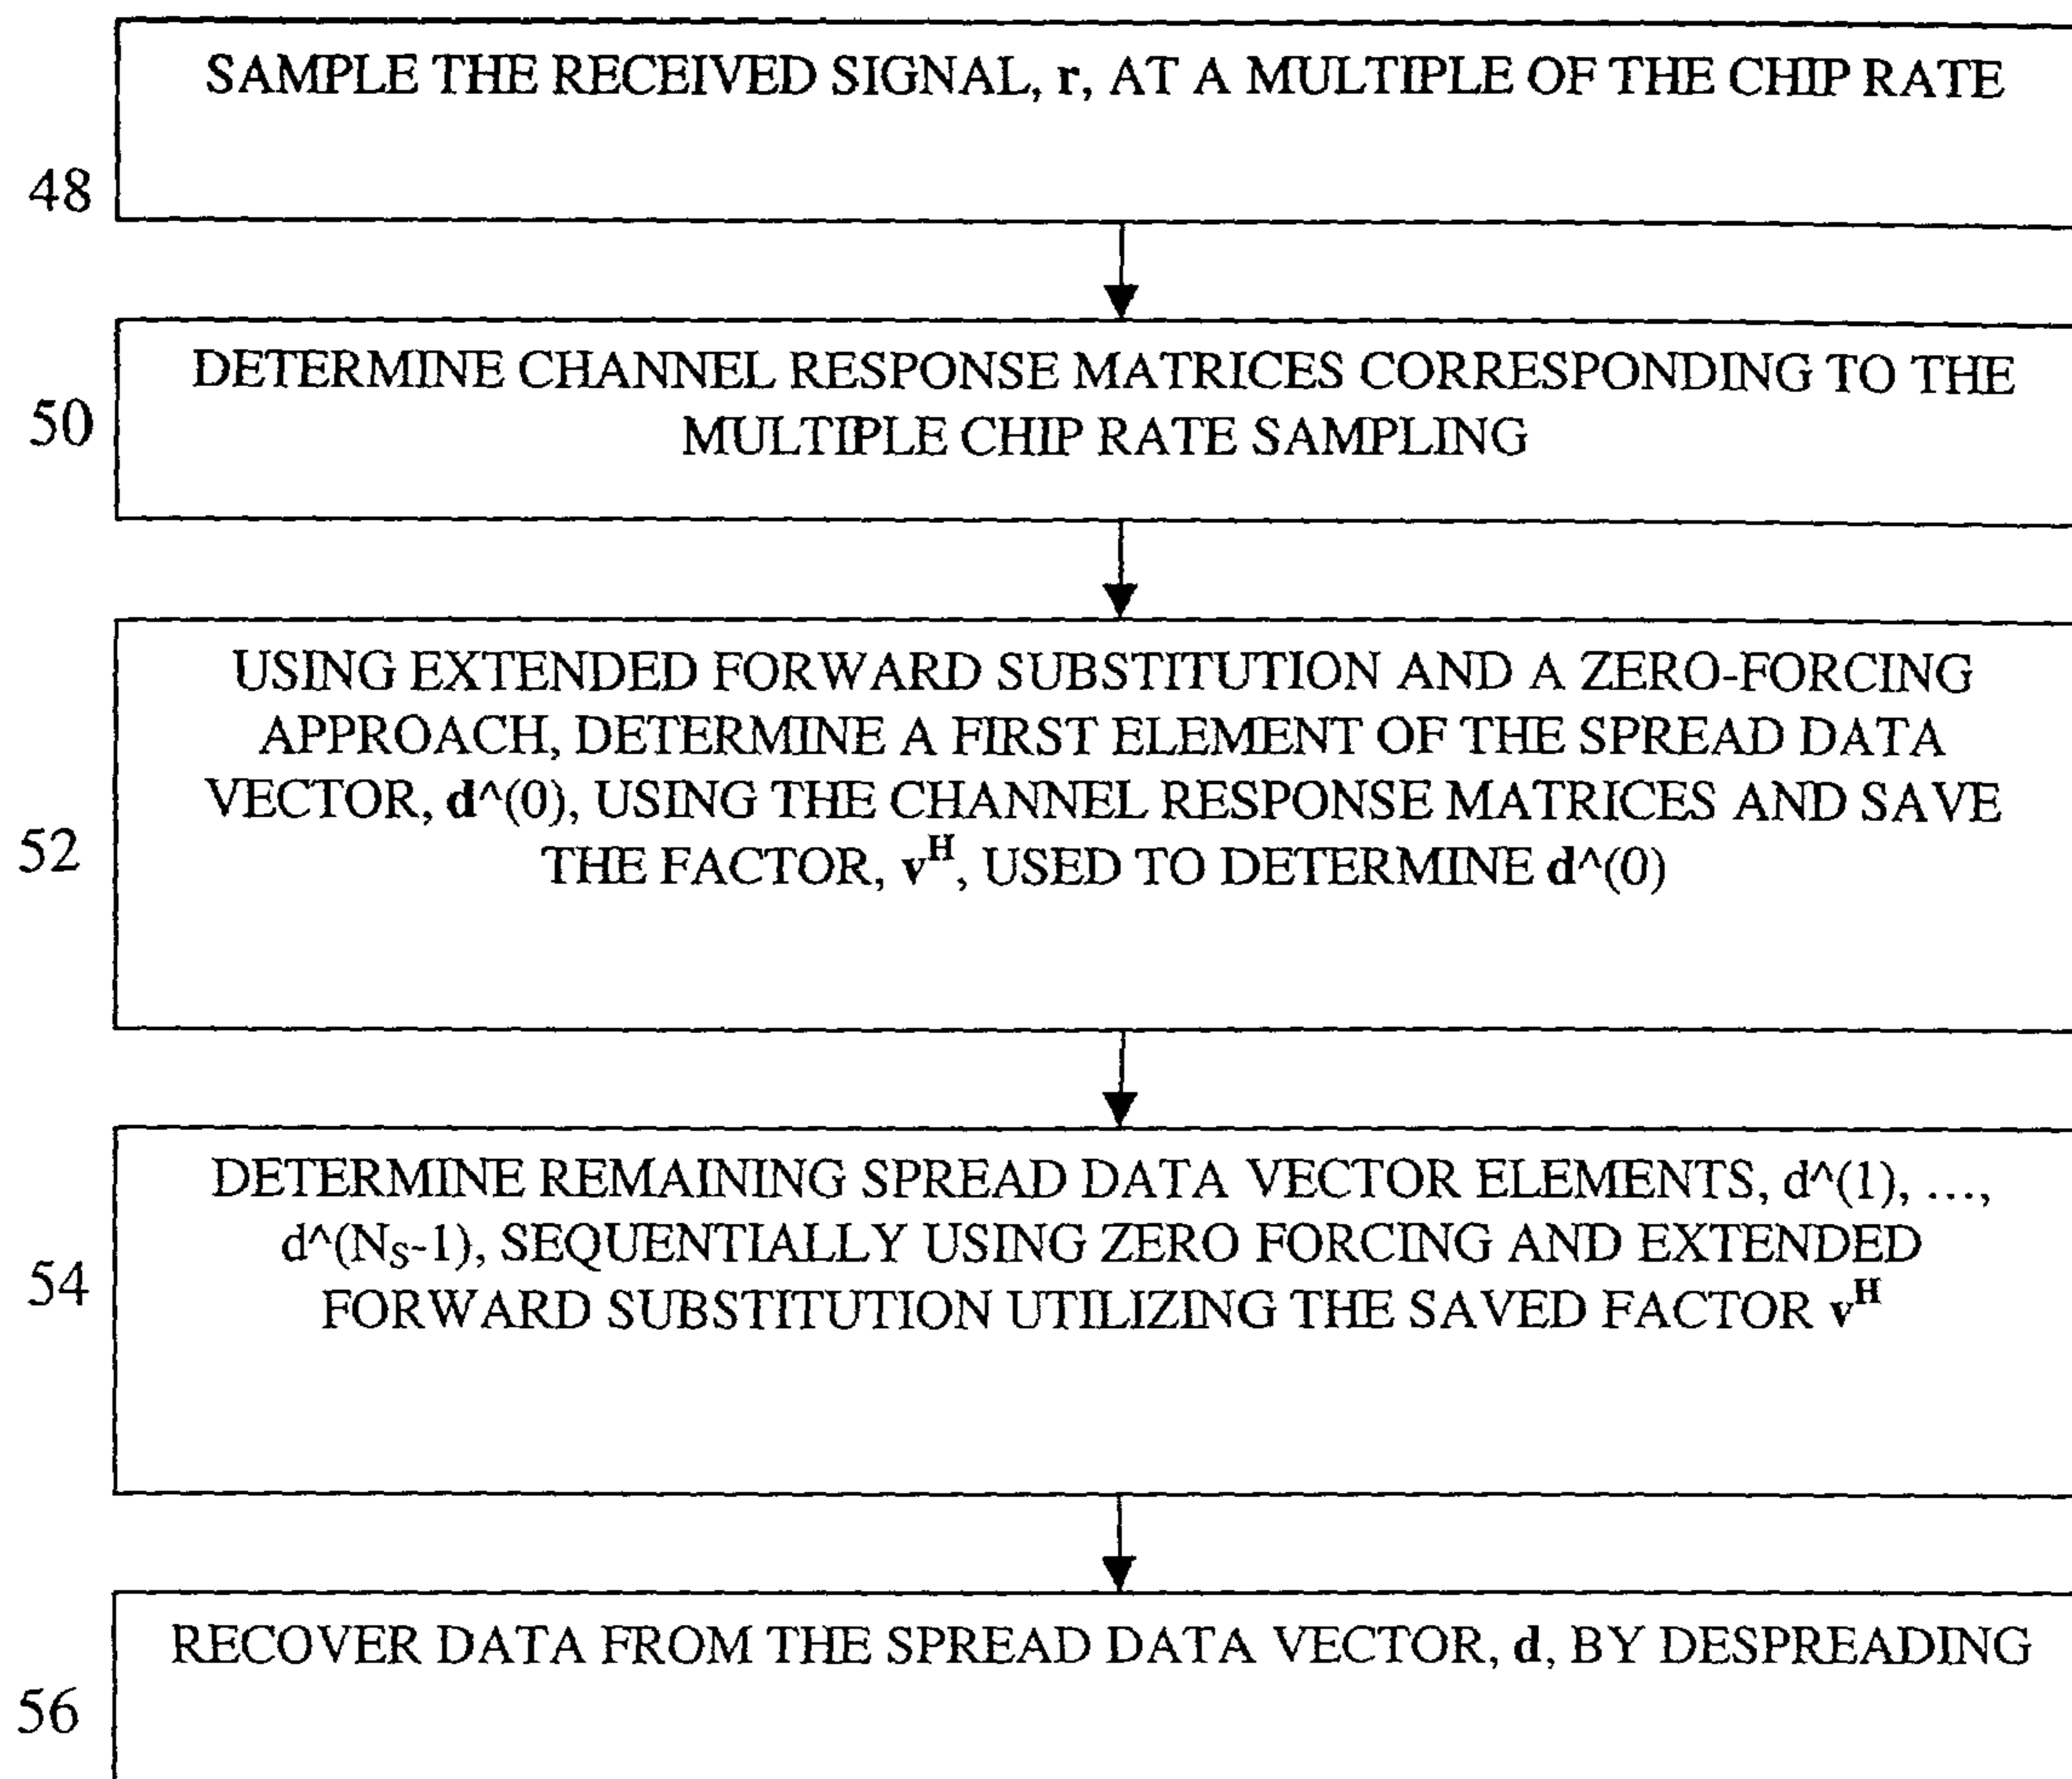 SAMPLE THE RECEIVED SIGNAL, r, AT A MULTIPLE OF THE CHIP RATE
48
DETERMINE CHANNEL RESPONSE MATRICES CORRESPONDING TO THE
MULTIPLE CHIP RATE SAMPLING
50
USING EXTENDED FORWARD SUBSTITUTION AND A ZERO-FORCING
APPROACH, DETERMINE A FIRST ELEMENT OF THE SPREAD DATA
VECTOR, d^(0), USING THE CHANNEL RESPONSE MATRICES AND SAVE
THE FACTOR, v^H, USED TO DETERMINE d^(0)
52
DETERMINE REMAINING SPREAD DATA VECTOR ELEMENTS, d^(1), ...,
d^(N_S-1), SEQUENTIALLY USING ZERO FORCING AND EXTENDED
FORWARD SUBSTITUTION UTILIZING THE SAVED FACTOR v^H
54
RECOVER DATA FROM THE SPREAD DATA VECTOR, d, BY DESPREADING
56